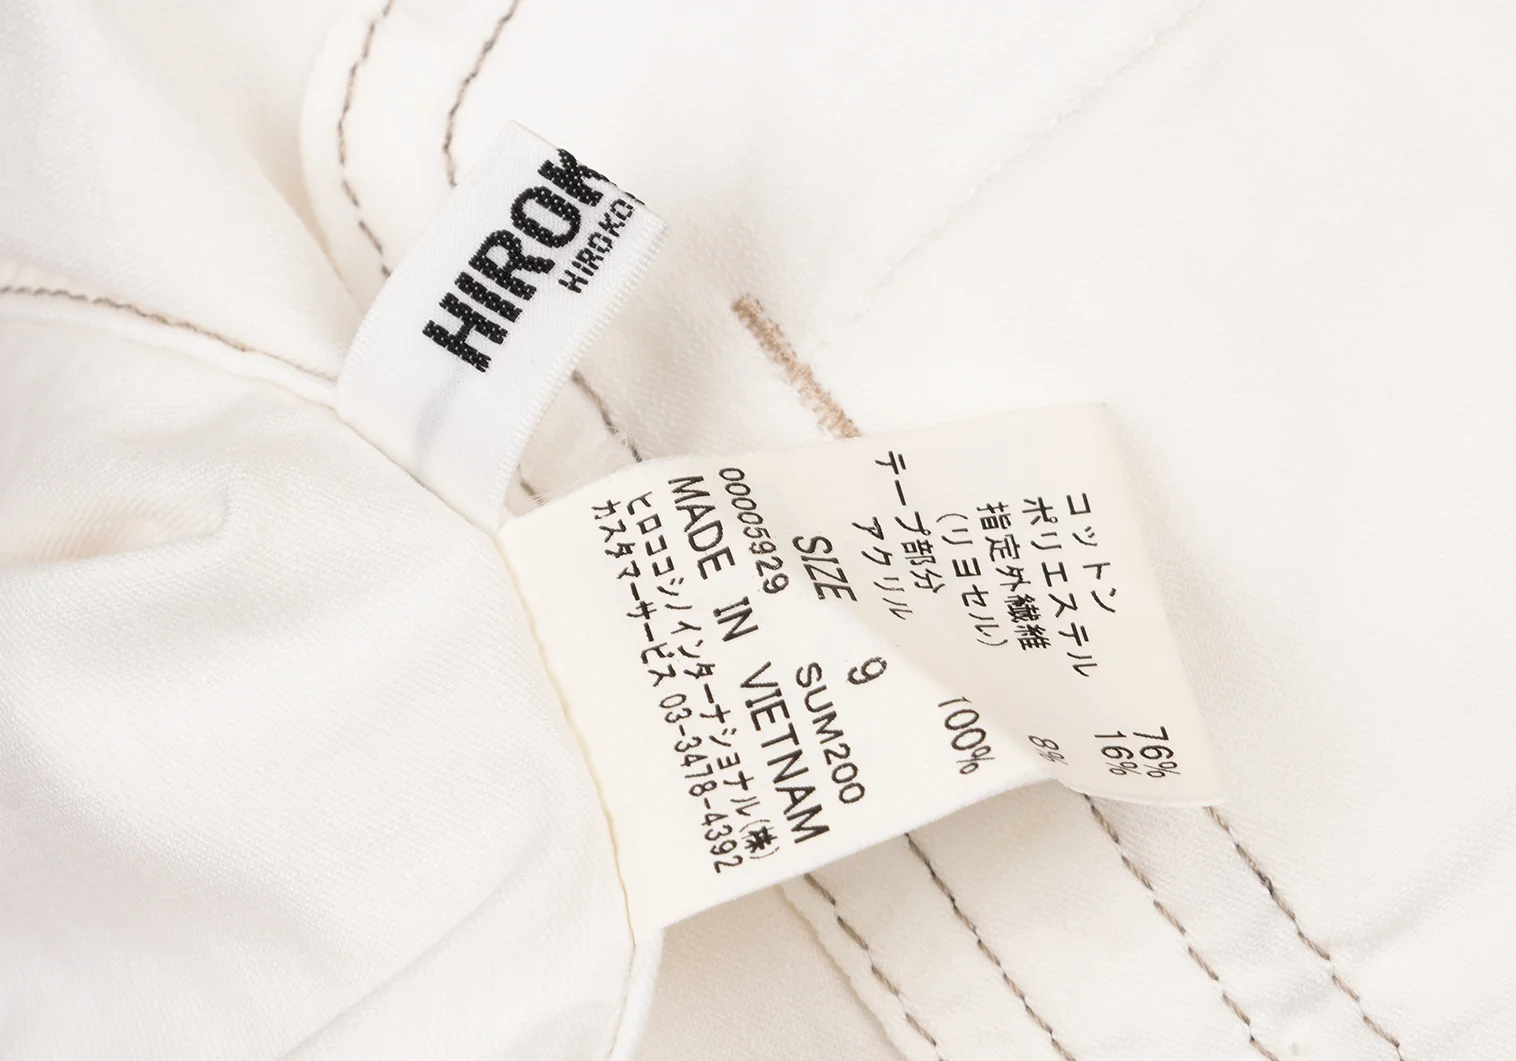 HIROK
HIROKO
コットン 76%
ポリエステル 16%
指定外繊維 8%
(リヨセル)
テープ部分
アクリル 100%
SIZE 9
00005929 SUM200
MADE IN VIETNAM
ヒロココシノインターナショナル(株)
カスタマーサービス 03-3478-4392